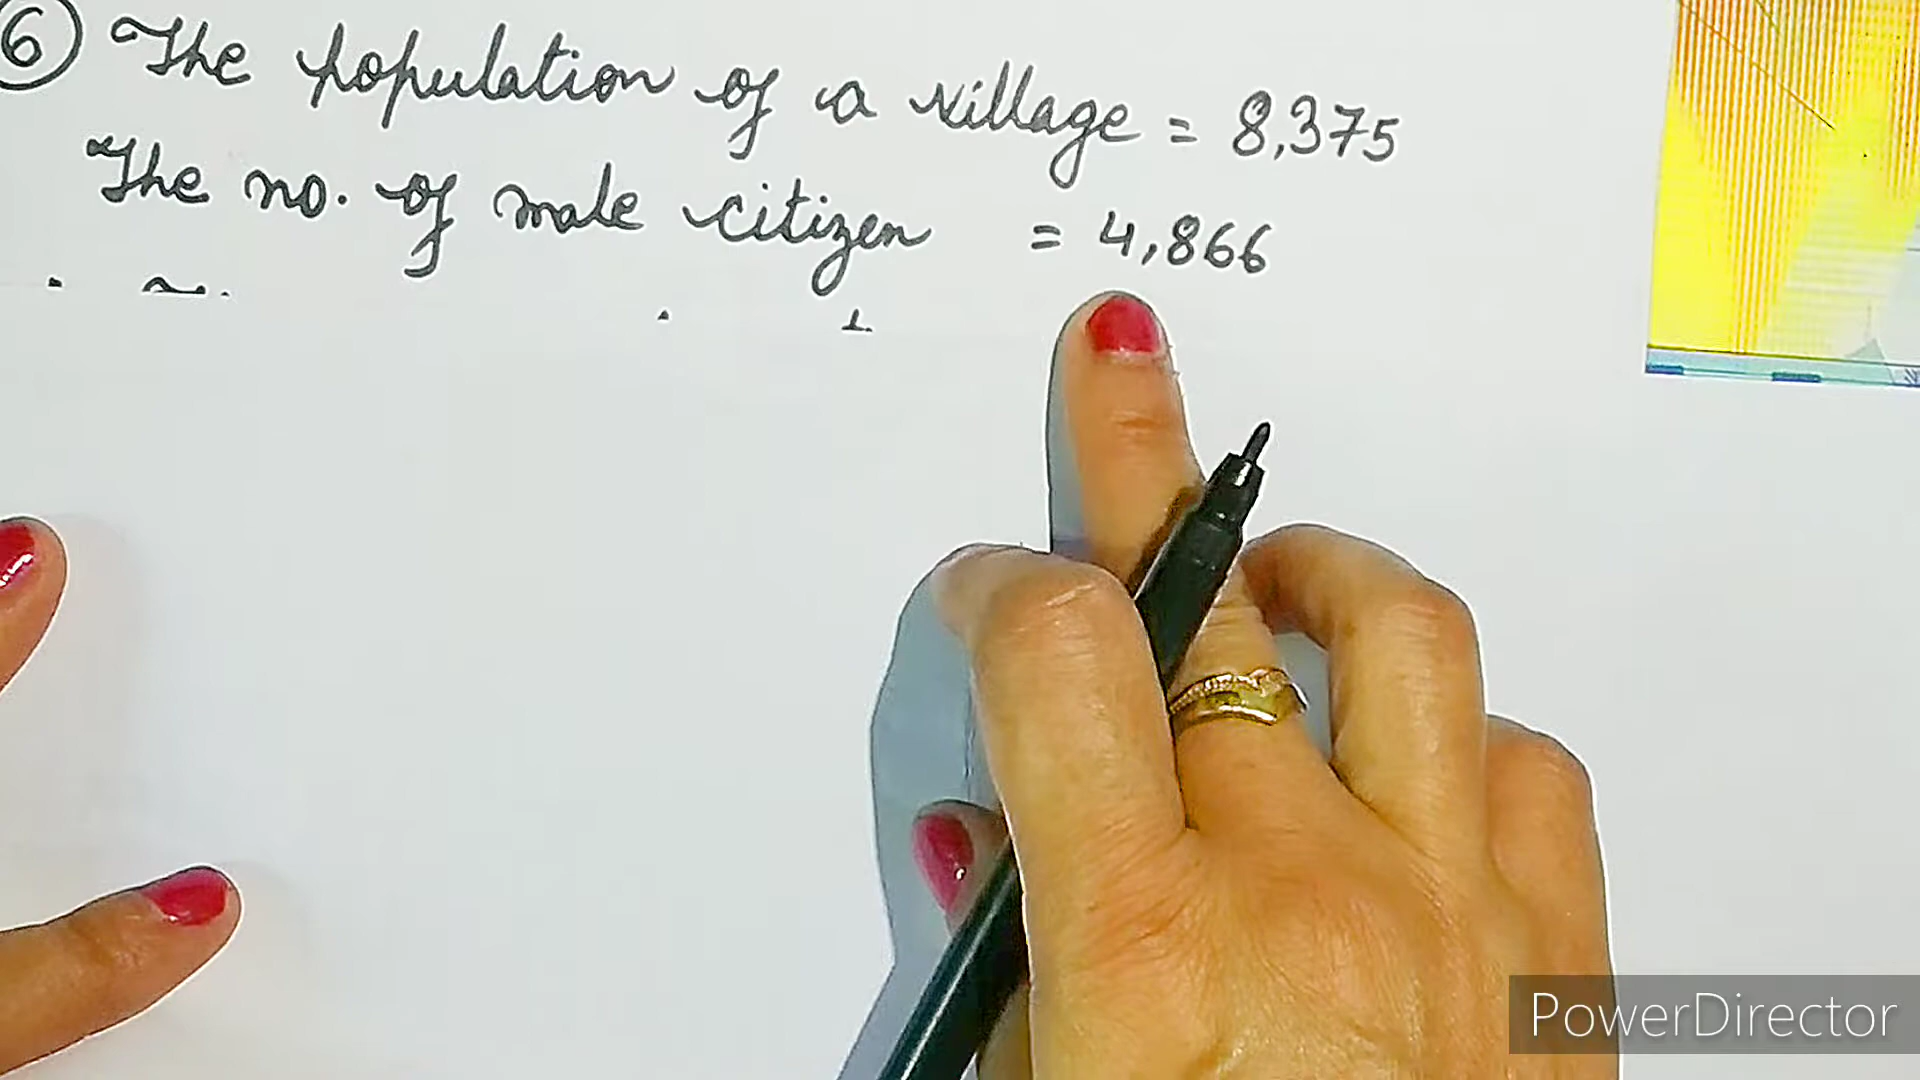 ⑥ The population of a village = 8,375
The no. of male citizen = 4,866
PowerDirector